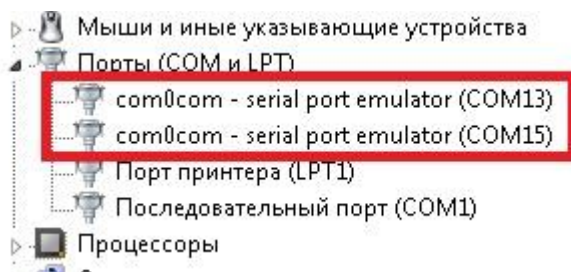 Мыши и иные указывающие устройства
Порты (COM и LPT)
com0com - serial port emulator (COM13)
com0com - serial port emulator (COM15)
Порт принтера (LPT1)
Последовательный порт (COM1)
Процессоры